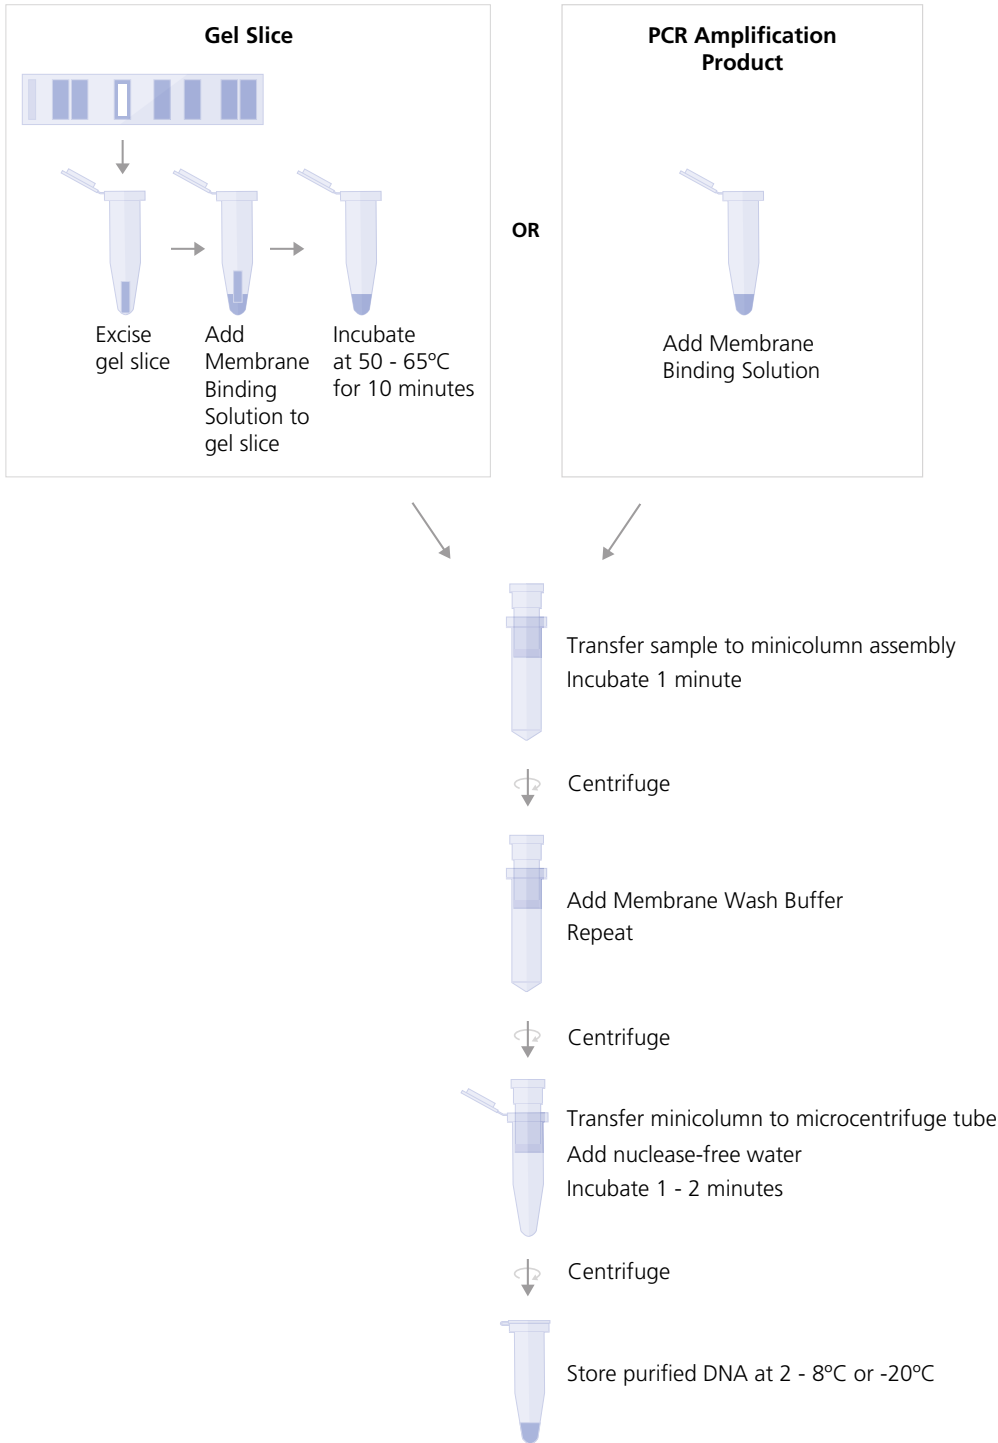 Gel Slice
Excise
gel slice
Add
Membrane
Binding
Solution to
gel slice
Incubate
at 50 - 65ºC
for 10 minutes
OR
PCR Amplification
Product
Add Membrane
Binding Solution
Transfer sample to minicolumn assembly
Incubate 1 minute
Centrifuge
Add Membrane Wash Buffer
Repeat
Centrifuge
Transfer minicolumn to microcentrifuge tube
Add nuclease-free water
Incubate 1 - 2 minutes
Centrifuge
Store purified DNA at 2 - 8ºC or -20ºC